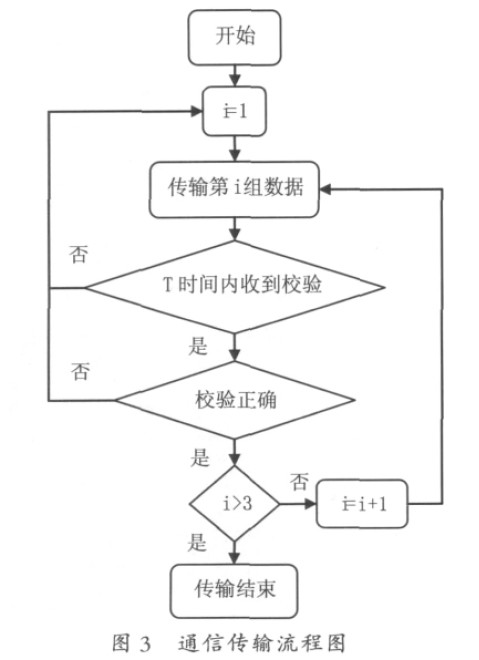 开始
i=1
传输第i组数据
否
T时间内收到校验
是
否
校验正确
是
i>3
否
i=i+1
是
传输结束
图 3 通信传输流程图